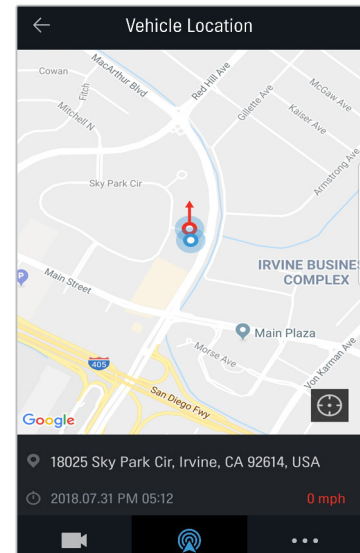 Vehicle Location
Cowan
MacArthur Blvd
Fitch
Red Hill Ave
Gillette Ave
McGaw Ave
Kaiser Ave
Mitchell N
Armstrong Ave
Sky Park Cir
IRVINE BUSINES
COMPLEX
Main Street
Main Plaza
Morse Ave
Von Karman Ave
405
San Diego Fwy
Google
18025 Sky Park Cir, Irvine, CA 92614, USA
2018.07.31 PM 05:12
0 mph